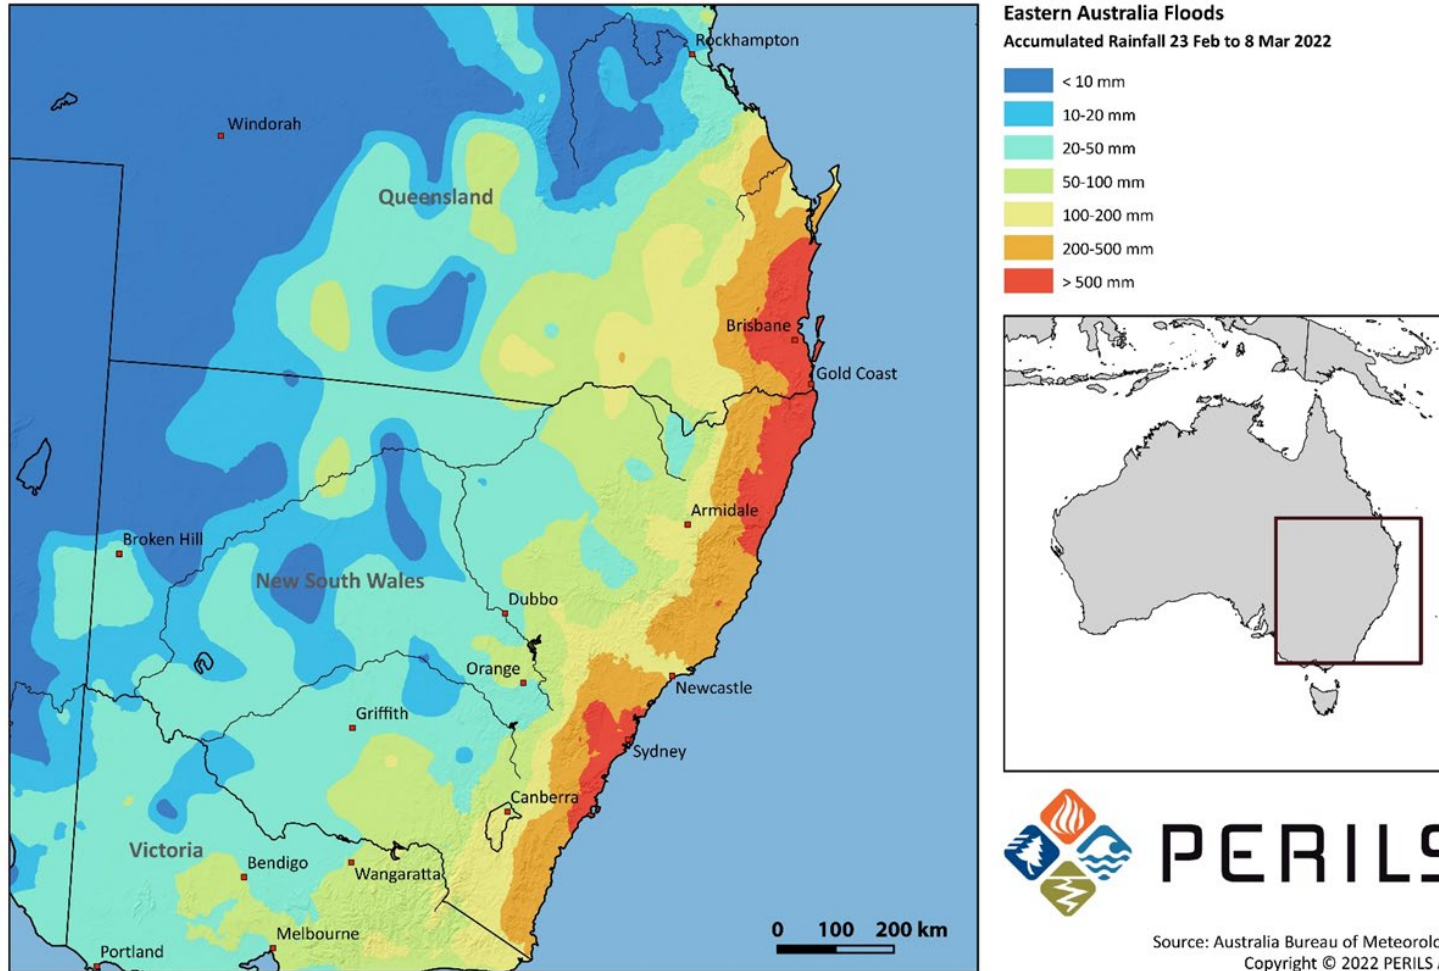 Eastern Australia Floods
Accumulated Rainfall 23 Feb to 8 Mar 2022
< 10 mm
10-20 mm
20-50 mm
50-100 mm
100-200 mm
200-500 mm
> 500 mm
Rockhampton
Windorah
Queensland
Brisbane
Gold Coast
Armidale
Broken Hill
New South Wales
Dubbo
Orange
Newcastle
Griffith
Sydney
Canberra
Victoria
Bendigo
Wangaratta
Melbourne
Portland
0 100 200 km
PERILS
Source: Australia Bureau of Meteorolo
Copyright © 2022 PERILS